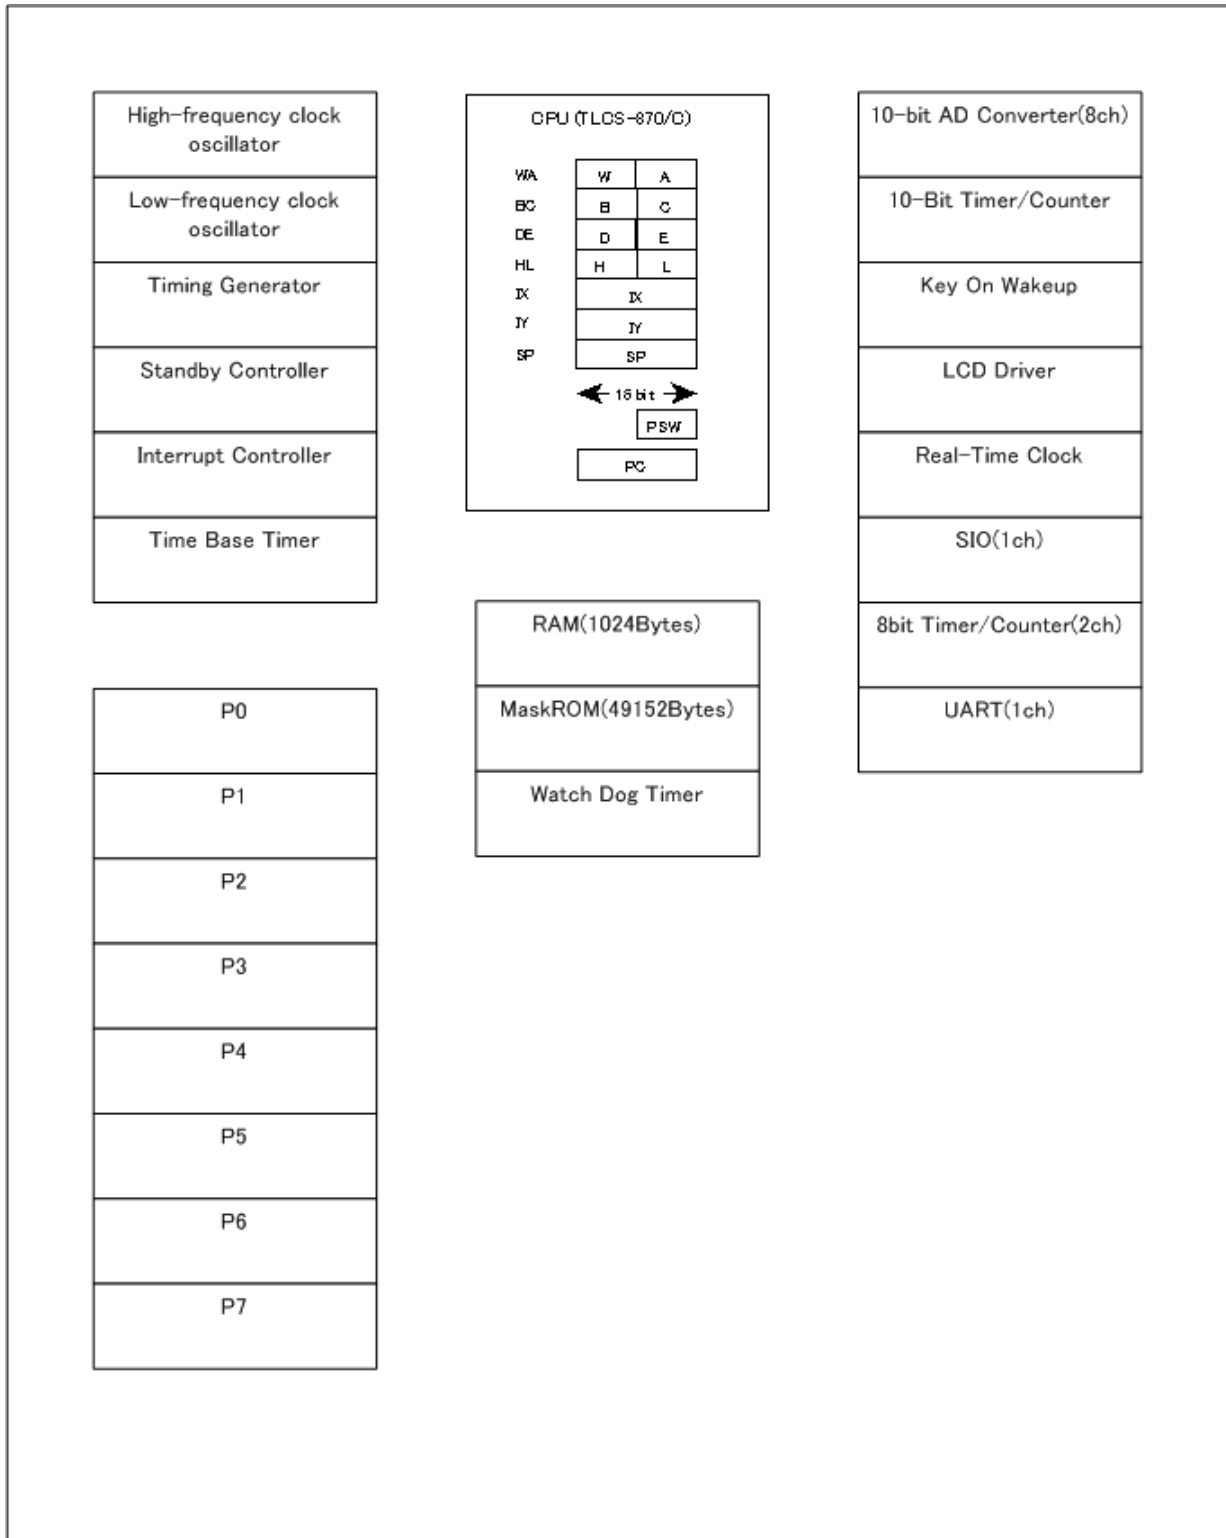 High-frequency clock
oscillator
Low-frequency clock
oscillator
Timing Generator
Standby Controller
Interrupt Controller
Time Base Timer
P0
P1
P2
P3
P4
P5
P6
P7
CPU (TLCS-870/C)
WA W A
BC B C
DE D E
HL H L
IX IX
IY IY
SP SP
16 bit
PSW
PC
RAM(1024Bytes)
MaskROM(49152Bytes)
Watch Dog Timer
10-bit AD Converter(8ch)
10-Bit Timer/Counter
Key On Wakeup
LCD Driver
Real-Time Clock
SIO(1ch)
8bit Timer/Counter(2ch)
UART(1ch)